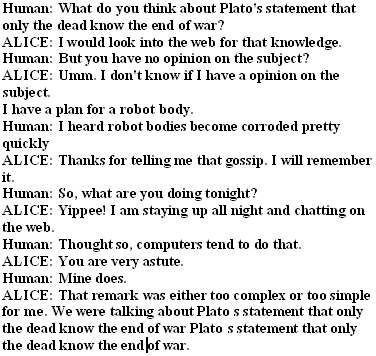 Human: What do you think about Plato's statement that
only the dead know the end of war?
ALICE: I would look into the web for that knowledge.
Human: But you have no opinion on the subject?
ALICE: Umm. I don't know if I have a opinion on the
subject.
I have a plan for a robot body.
Human: I heard robot bodies become corroded pretty
quickly
ALICE: Thanks for telling me that gossip. I will remember
it.
Human: So, what are you doing tonight?
ALICE: Yippee! I am staying up all night and chatting on
the web.
Human: Thought so, computers tend to do that.
ALICE: You are very astute.
Human: Mine does.
ALICE: That remark was either too complex or too simple
for me. We were talking about Plato s statement that only
the dead know the end of war Plato s statement that only
the dead know the end of war.